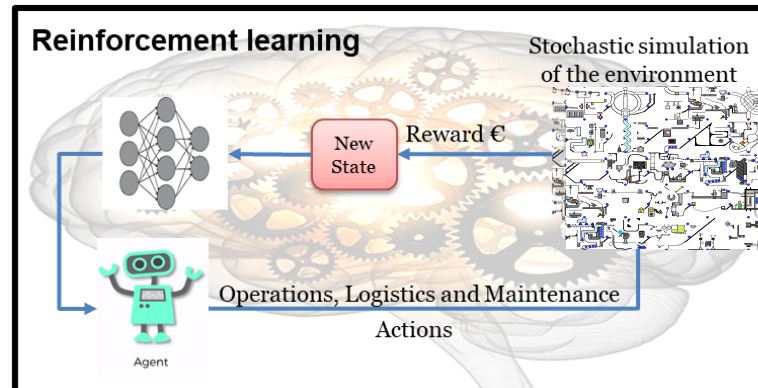 Reinforcement learning
Stochastic simulation
of the environment
Reward €
New
State
Operations, Logistics and Maintenance
Actions
Agent